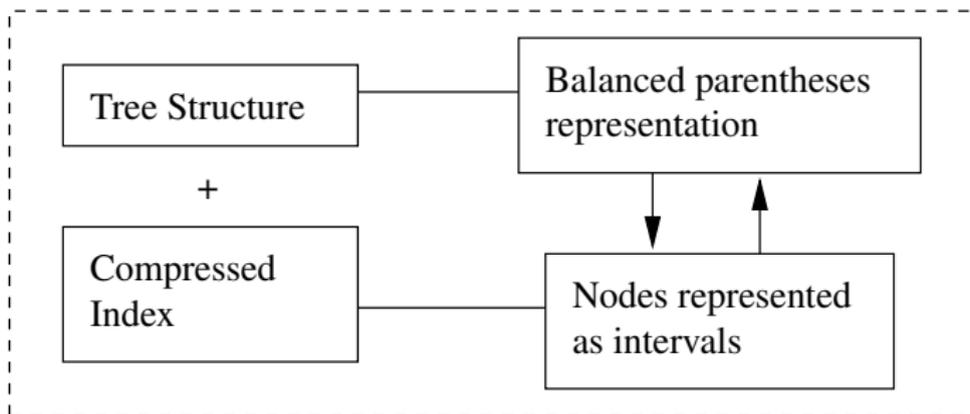 Tree Structure
Balanced parentheses
representation
+
Compressed
Index
Nodes represented
as intervals